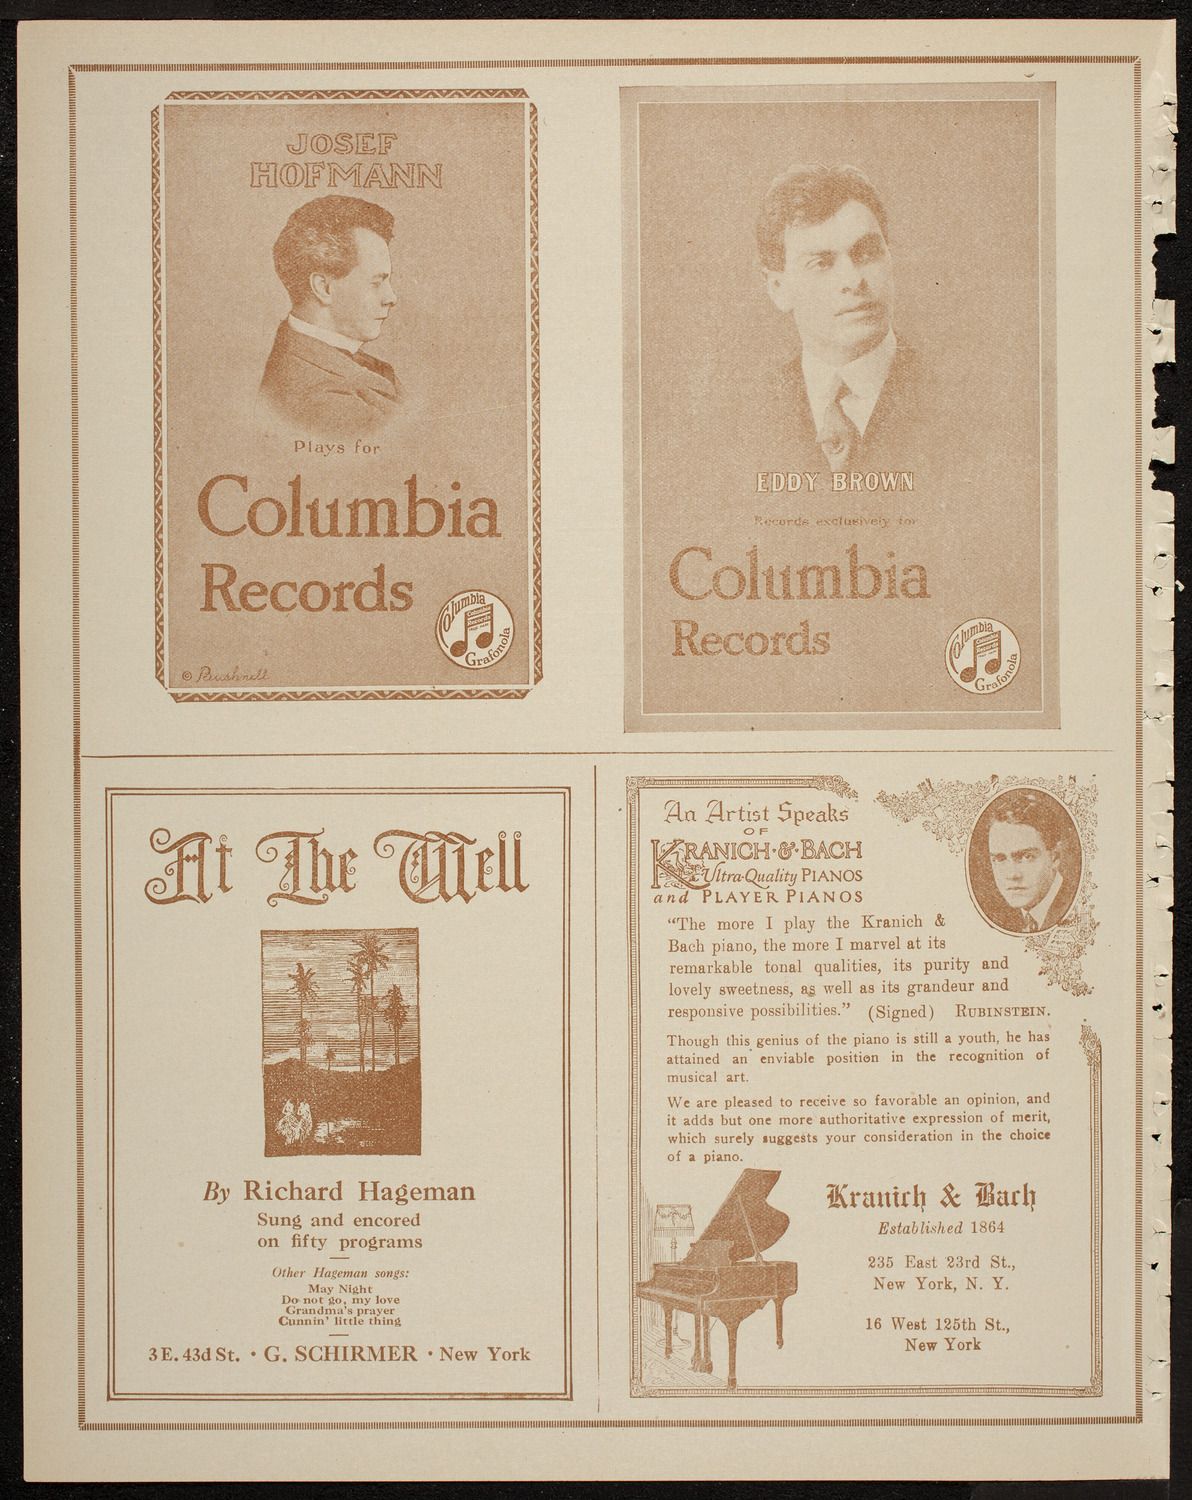 JOSEF
HOFMANN
Plays for
Columbia
Records
Columbia
Columbia
Records
Grafonola
© Bushnell
EDDY BROWN
Records exclusively for
Columbia
Records
Columbia
Grafonola
At The Well
By Richard Hageman
Sung and encored
on fifty programs
Other Hageman songs:
May Night
Do not go, my love
Grandma's prayer
Cunnin' little thing
3 E. 43d St. • G. SCHIRMER • New York
An Artist Speaks
OF
KRANICH·&·BACH
Ultra-Quality PIANOS
and PLAYER PIANOS
"The more I play the Kranich &
Bach piano, the more I marvel at its
remarkable tonal qualities, its purity and
lovely sweetness, as well as its grandeur and
responsive possibilities." (Signed) RUBINSTEIN.
Though this genius of the piano is still a youth, he has
attained an enviable position in the recognition of
musical art.
We are pleased to receive so favorable an opinion, and
it adds but one more authoritative expression of merit,
which surely suggests your consideration in the choice
of a piano.
Kranich & Bach
Established 1864
235 East 23rd St.,
New York, N. Y.
16 West 125th St.,
New York